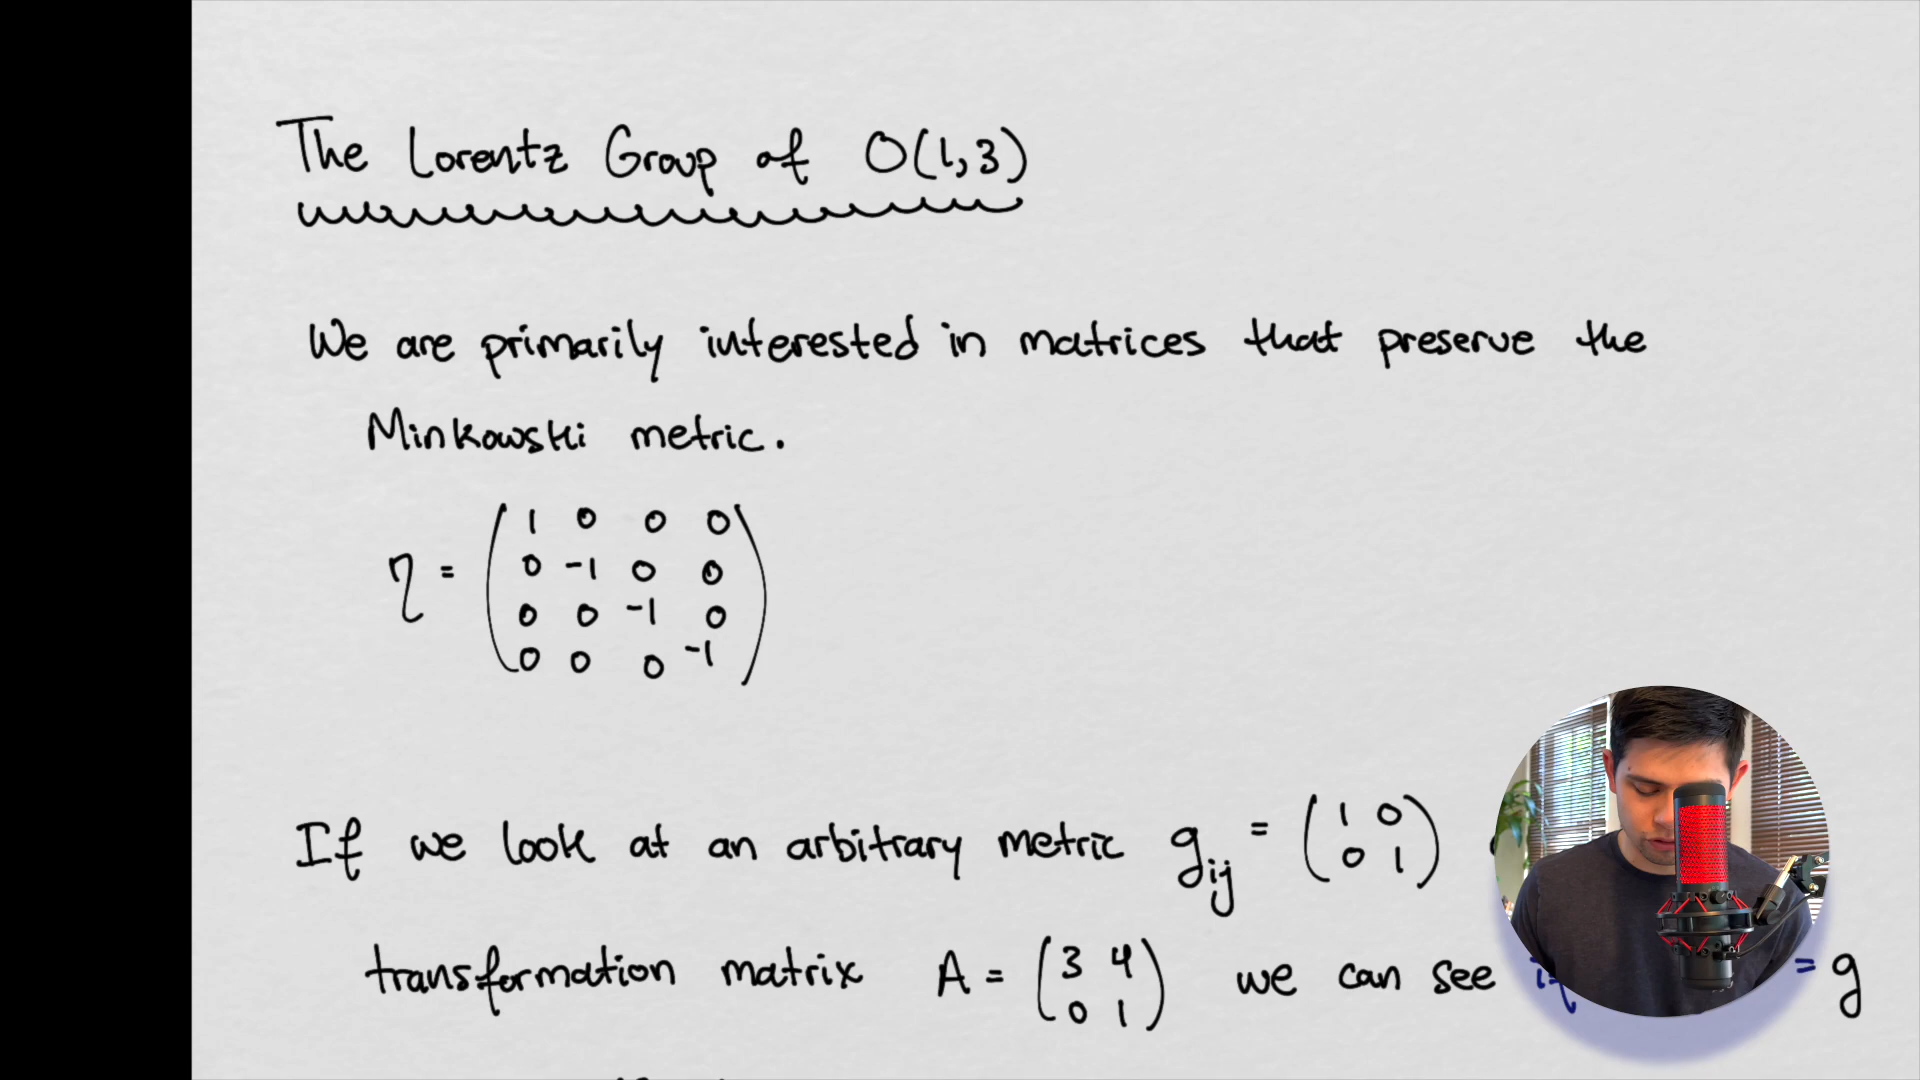 The Lorentz Group of O(1,3)
We are primarily interested in matrices that preserve the
Minkowski metric.
η = ( 1 0 0 0
0 -1 0 0
0 0 -1 0
0 0 0 -1 )
If we look at an arbitrary metric gij = ( 1 0
0 1 )
transformation matrix A = ( 3 4
0 1 ) we can see if = g